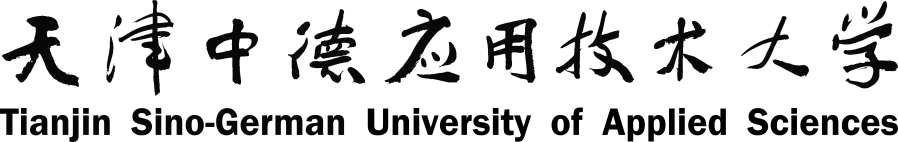 天津中德应用技术大学
Tianjin Sino-German University of Applied Sciences